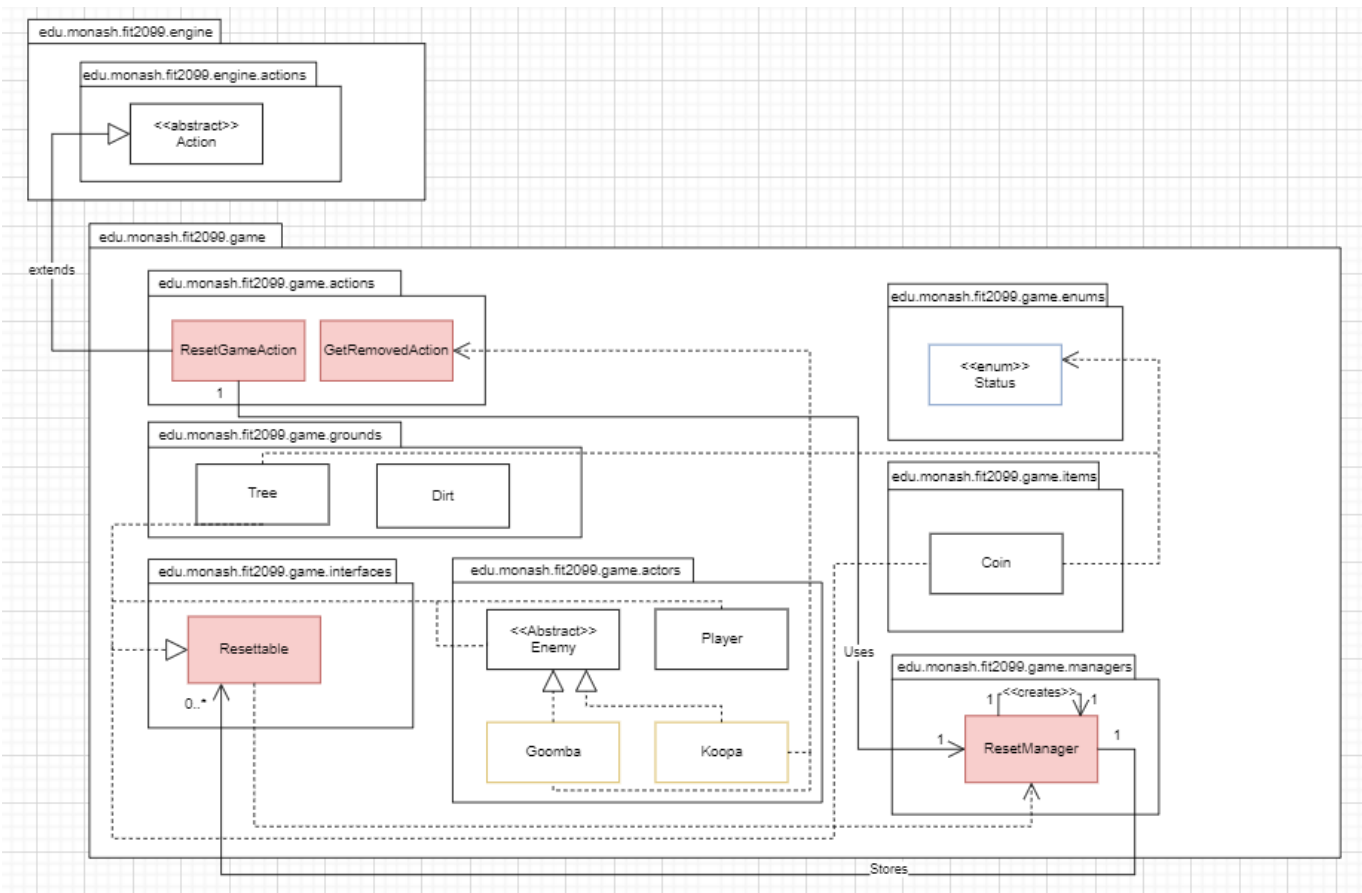 edu.monash.fit2099.engine
edu.monash.fit2099.engine.actions
<<abstract>>
Action
edu.monash.fit2099.game
extends
edu.monash.fit2099.game.actions
ResetGameAction
GetRemovedAction
1
edu.monash.fit2099.game.enums
<<enum>>
Status
edu.monash.fit2099.game.grounds
Tree
Dirt
edu.monash.fit2099.game.items
Coin
edu.monash.fit2099.game.interfaces
Resettable
0..*
edu.monash.fit2099.game.actors
<<Abstract>>
Enemy
Player
Goomba
Koopa
Uses
edu.monash.fit2099.game.managers
<<creates>>
1
1
1
ResetManager
1
Stores